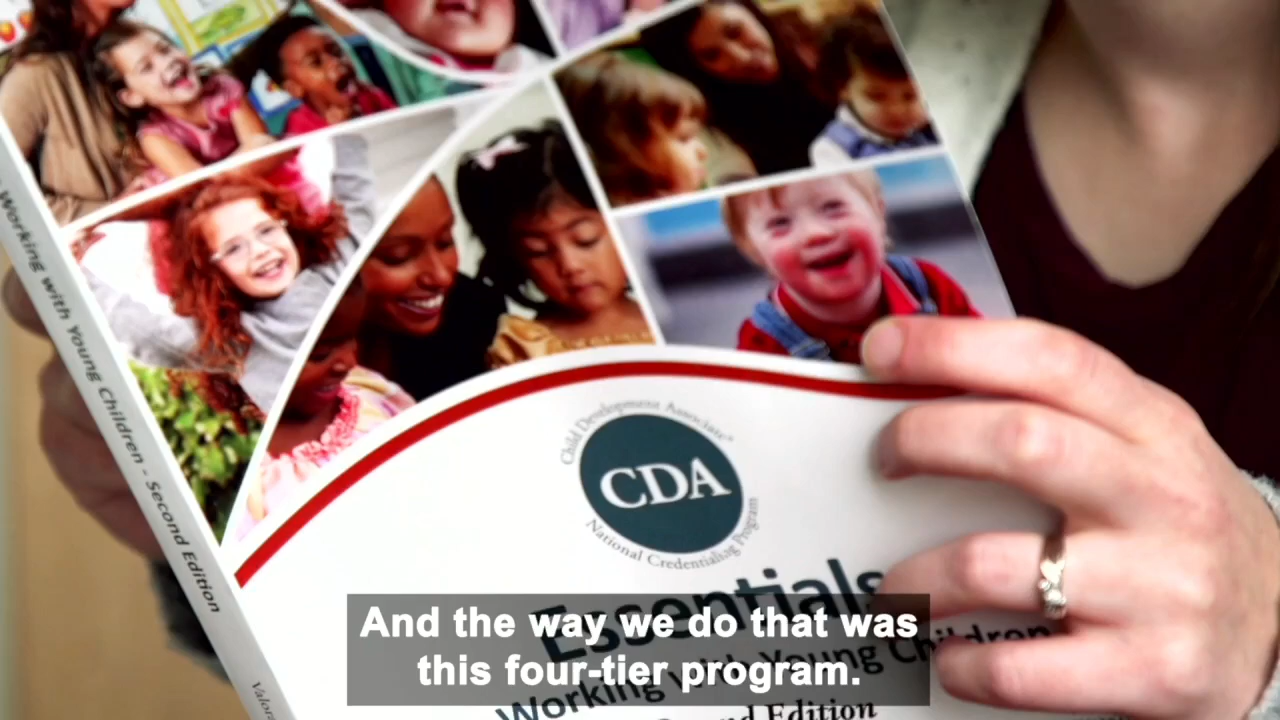 Working with Young Children - Second Edition
Child Development Associate®
CDA
National Credentialing Program
Essentials
Working With Young Children
Edition
And the way we do that was
this four-tier program.